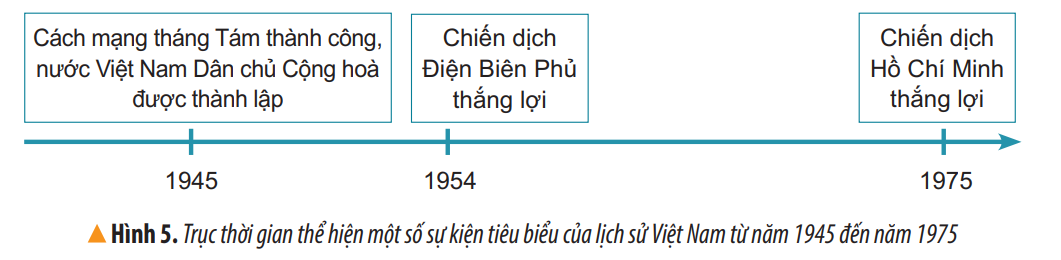 Cách mạng tháng Tám thành công,
nước Việt Nam Dân chủ Cộng hoà
được thành lập
Chiến dịch
Điện Biên Phủ
thắng lợi
Chiến dịch
Hồ Chí Minh
thắng lợi
1945
1954
1975
Hình 5. Trục thời gian thể hiện một số sự kiện tiêu biểu của lịch sử Việt Nam từ năm 1945 đến năm 1975